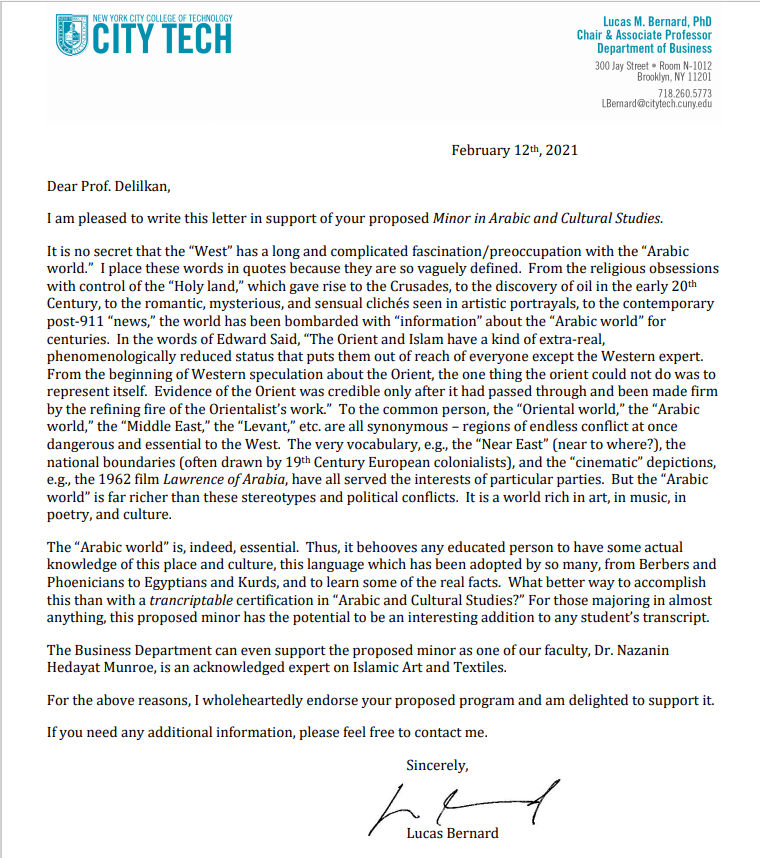 NEW YORK CITY COLLEGE OF TECHNOLOGY
CITY TECH
Lucas M. Bernard, PhD
Chair & Associate Professor
Department of Business
300 Jay Street • Room N-1012
Brooklyn, NY 11201
718.260.5773
LBernard@citytech.cuny.edu
February 12th, 2021
Dear Prof. Delilkan,
I am pleased to write this letter in support of your proposed Minor in Arabic and Cultural Studies.
It is no secret that the “West” has a long and complicated fascination/preoccupation with the “Arabic
world.” I place these words in quotes because they are so vaguely defined. From the religious obsessions
with control of the “Holy land,” which gave rise to the Crusades, to the discovery of oil in the early 20th
Century, to the romantic, mysterious, and sensual clichés seen in artistic portrayals, to the contemporary
post-911 “news,” the world has been bombarded with “information” about the “Arabic world” for
centuries. In the words of Edward Said, “The Orient and Islam have a kind of extra-real,
phenomenologically reduced status that puts them out of reach of everyone except the Western expert.
From the beginning of Western speculation about the Orient, the one thing the orient could not do was to
represent itself. Evidence of the Orient was credible only after it had passed through and been made firm
by the refining fire of the Orientalist’s work.” To the common person, the “Oriental world,” the “Arabic
world,” the “Middle East,” the “Levant,” etc. are all synonymous – regions of endless conflict at once
dangerous and essential to the West. The very vocabulary, e.g., the “Near East” (near to where?), the
national boundaries (often drawn by 19th Century European colonialists), and the “cinematic” depictions,
e.g., the 1962 film Lawrence of Arabia, have all served the interests of particular parties. But the “Arabic
world” is far richer than these stereotypes and political conflicts. It is a world rich in art, in music, in
poetry, and culture.
The “Arabic world” is, indeed, essential. Thus, it behooves any educated person to have some actual
knowledge of this place and culture, this language which has been adopted by so many, from Berbers and
Phoenicians to Egyptians and Kurds, and to learn some of the real facts. What better way to accomplish
this than with a trancriptable certification in “Arabic and Cultural Studies?” For those majoring in almost
anything, this proposed minor has the potential to be an interesting addition to any student’s transcript.
The Business Department can even support the proposed minor as one of our faculty, Dr. Nazanin
Hedayat Munroe, is an acknowledged expert on Islamic Art and Textiles.
For the above reasons, I wholeheartedly endorse your proposed program and am delighted to support it.
If you need any additional information, please feel free to contact me.
Sincerely,
Lucas Bernard